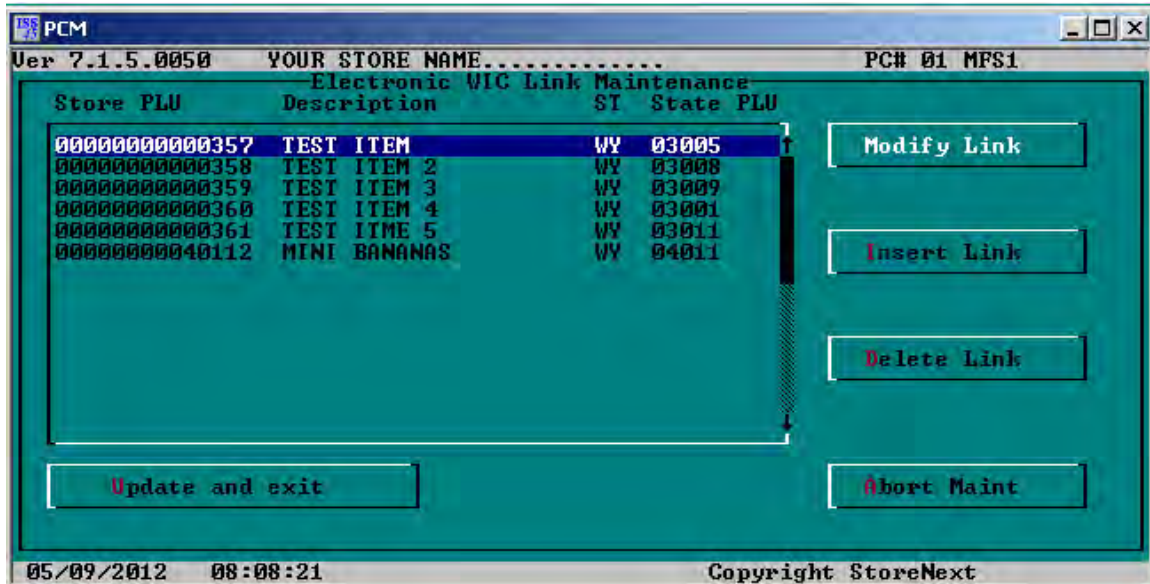 ISS 45 PCM
Ver 7.1.5.0050 YOUR STORE NAME............. PC# 01 MFS1
Electronic WIC Link Maintenance
Store PLU Description ST State PLU
00000000000357 TEST ITEM WY 03005
00000000000358 TEST ITEM 2 WY 03008
00000000000359 TEST ITEM 3 WY 03009
00000000000360 TEST ITEM 4 WY 03001
00000000000361 TEST ITME 5 WY 03011
00000000040112 MINI BANANAS WY 04011
Modify Link
Insert Link
Delete Link
Update and exit
Abort Maint
05/09/2012 08:08:21 Copyright StoreNext